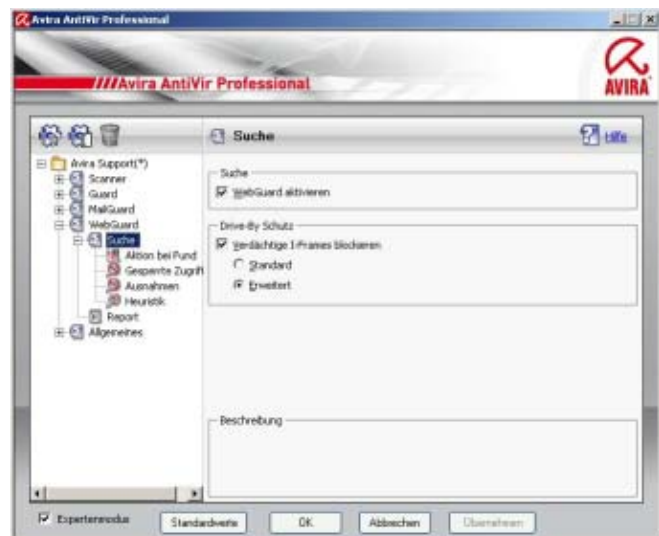 Avira AntiVir Professional
Avira AntiVir Professional
AVIRA
Suche
Hilfe
Avira Support(*)
Scanner
Guard
MailGuard
WebGuard
Suche
Aktion bei Fund
Gesperrte Zugriff
Ausnahmen
Heuristik
Report
Allgemeines
Suche
WebGuard aktivieren
Drive-By Schutz
Verdächtige I-Frames blockieren
Standard
Erweitert
Beschreibung
Expertenmodus
Standardwerte
OK
Abbrechen
Übernehmen